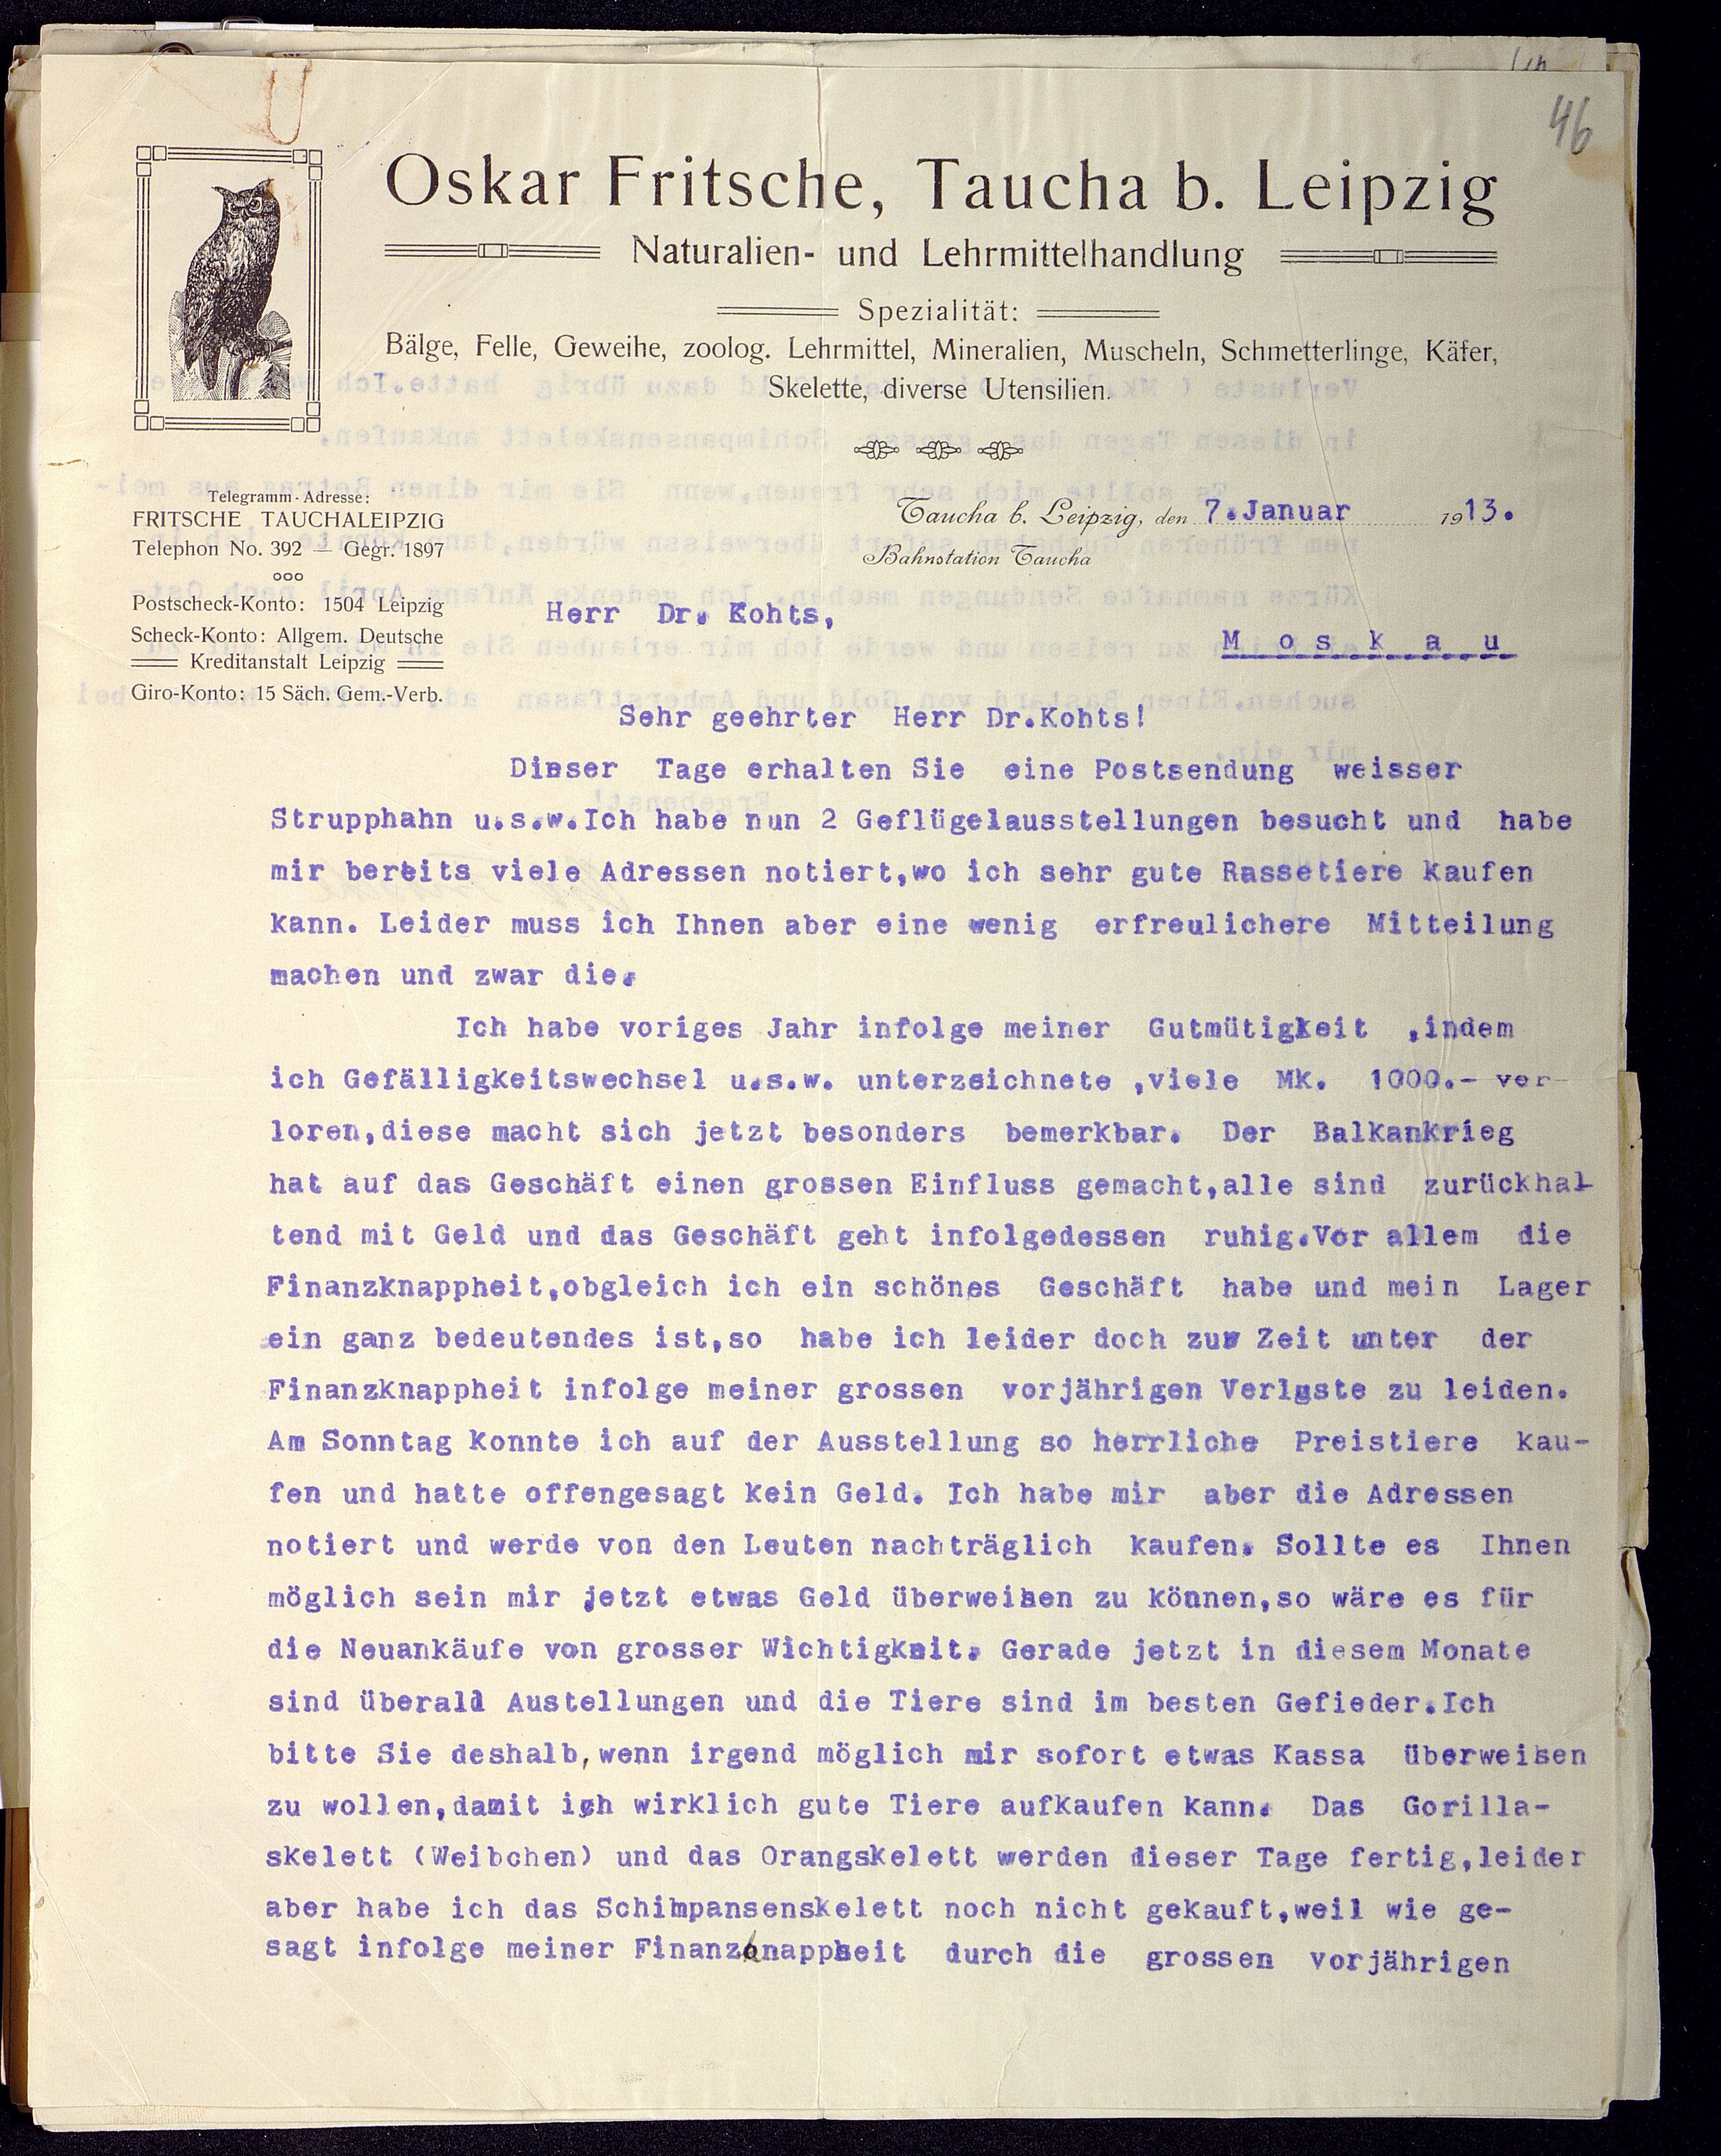 46
Oskar Fritsche, Taucha b. Leipzig
Naturalien- und Lehrmittelhandlung
Spezialität:
Bälge, Felle, Geweihe, zoolog. Lehrmittel, Mineralien, Muscheln, Schmetterlinge, Käfer,
Skelette, diverse Utensilien.
Telegramm-Adresse:
FRITSCHE TAUCHALEIPZIG
Telephon No. 392 — Gegr. 1897
ooo
Postscheck-Konto: 1504 Leipzig
Scheck-Konto: Allgem. Deutsche
Kreditanstalt Leipzig
Giro-Konto: 15 Säch. Gem.-Verb.
Taucha b. Leipzig, den 7.Januar 1913.
Bahnstation Taucha
Herr Dr. Kohts,
M o s k a u
Sehr geehrter Herr Dr.Kohts!
Dieser Tage erhalten Sie eine Postsendung weisser
Strupphahn u.s.w.Ich habe nun 2 Geflügelausstellungen besucht und habe
mir bereits viele Adressen notiert,wo ich sehr gute Rassetiere kaufen
kann. Leider muss ich Ihnen aber eine wenig erfreulichere Mitteilung
machen und zwar die.
Ich habe voriges Jahr infolge meiner Gutmütigkeit ,indem
ich Gefälligkeitswechsel u.s.w. unterzeichnete ,viele Mk. 1000.- ver-
loren,diese macht sich jetzt besonders bemerkbar. Der Balkankrieg
hat auf das Geschäft einen grossen Einfluss gemacht,alle sind zurückhal-
tend mit Geld und das Geschäft geht infolgedessen ruhig.Vor allem die
Finanzknappheit,obgleich ich ein schönes Geschäft habe und mein Lager
ein ganz bedeutendes ist,so habe ich leider doch zur Zeit unter der
Finanzknappheit infolge meiner grossen vorjährigen Verluste zu leiden.
Am Sonntag konnte ich auf der Ausstellung so herrliche Preistiere kau-
fen und hatte offengesagt kein Geld. Ich habe mir aber die Adressen
notiert und werde von den Leuten nachträglich kaufen. Sollte es Ihnen
möglich sein mir jetzt etwas Geld überweisen zu können,so wäre es für
die Neuankäufe von grosser Wichtigkeit. Gerade jetzt in diesem Monate
sind überall Austellungen und die Tiere sind im besten Gefieder.Ich
bitte Sie deshalb,wenn irgend möglich mir sofort etwas Kassa überweisen
zu wollen,damit ich wirklich gute Tiere aufkaufen kann. Das Gorilla-
skelett (Weibchen) und das Orangskelett werden dieser Tage fertig,leider
aber habe ich das Schimpansenskelett noch nicht gekauft,weil wie ge-
sagt infolge meiner Finanzknappheit durch die grossen vorjährigen